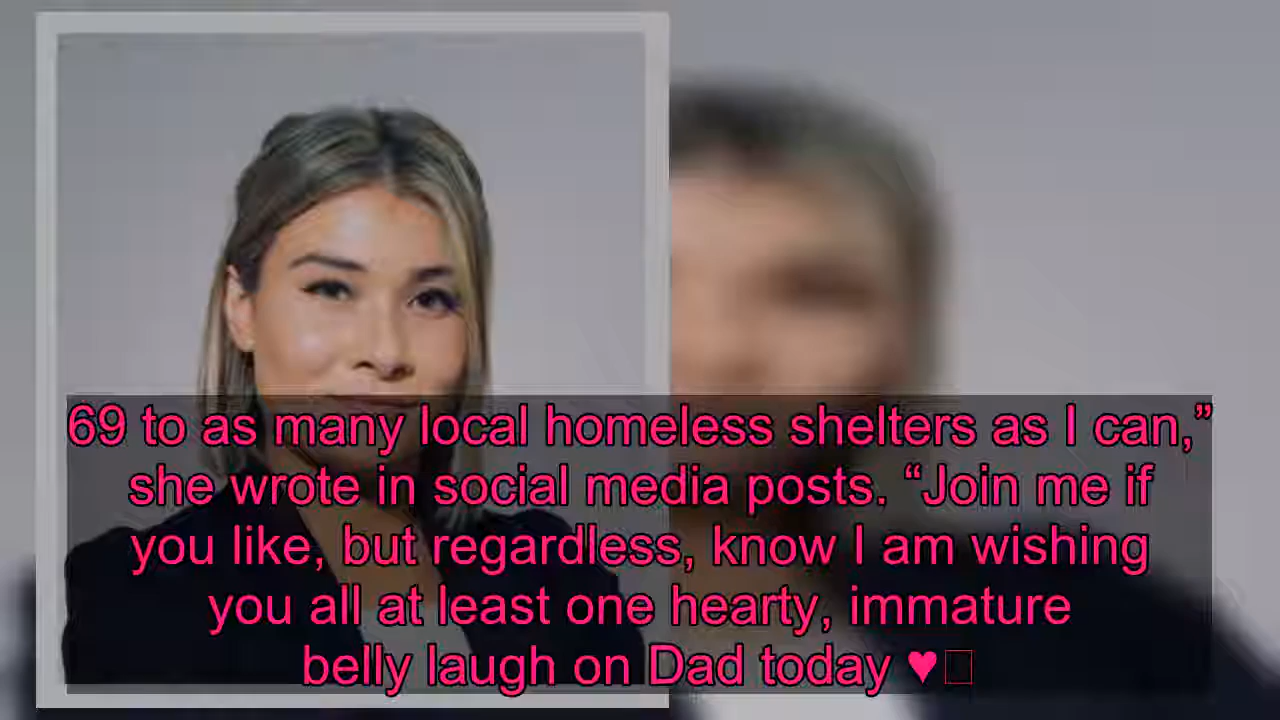 69 to as many local homeless shelters as I can,”
she wrote in social media posts. “Join me if
you like, but regardless, know I am wishing
you all at least one hearty, immature
belly laugh on Dad today ♥